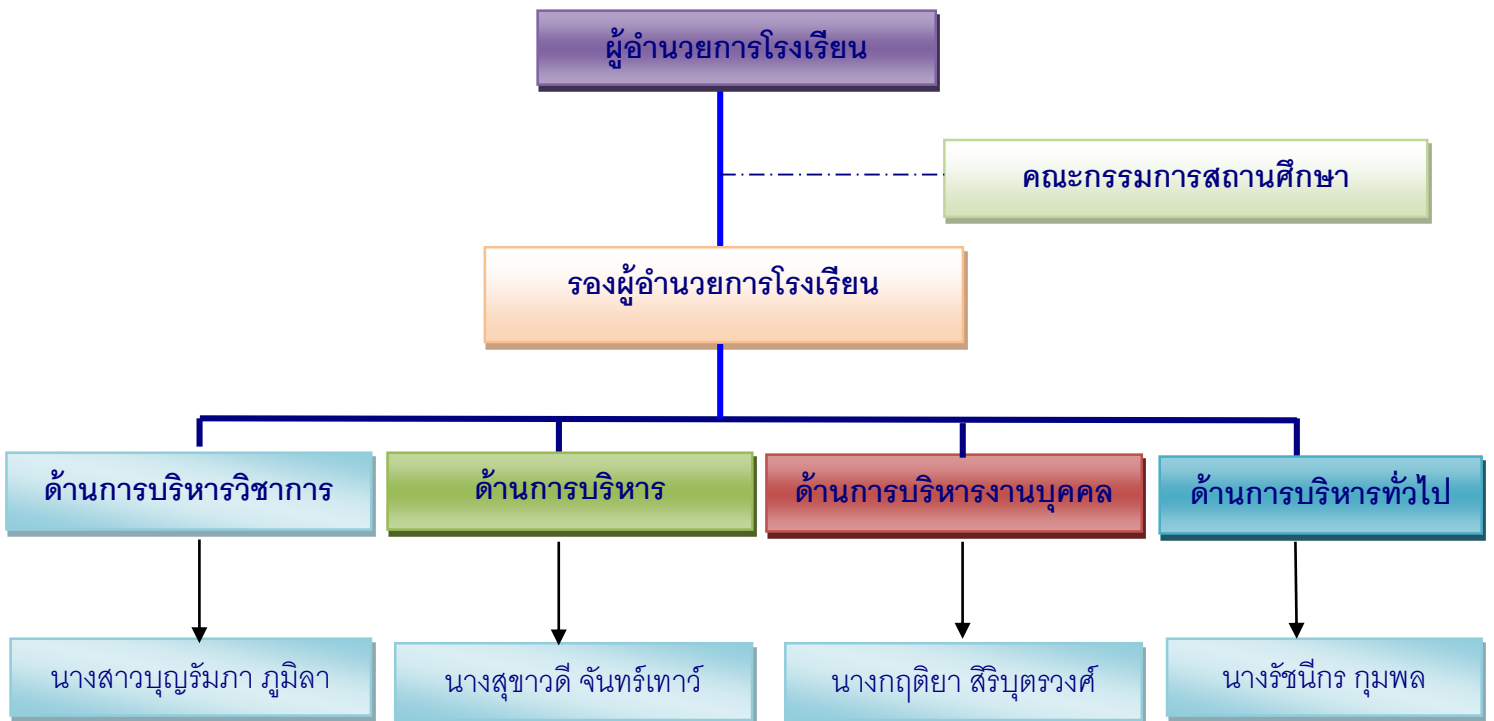 ผู้อำนวยการโรงเรียน
คณะกรรมการสถานศึกษา
รองผู้อำนวยการโรงเรียน
ด้านการบริหารวิชาการ
ด้านการบริหาร
ด้านการบริหารงานบุคคล
ด้านการบริหารทั่วไป
นางสาวบุญรัมภา ภูมิลา
นางสุขาวดี จันทร์เทาว์
นางกฤติยา สิริบุตรวงศ์
นางรัชนีกร กุมพล